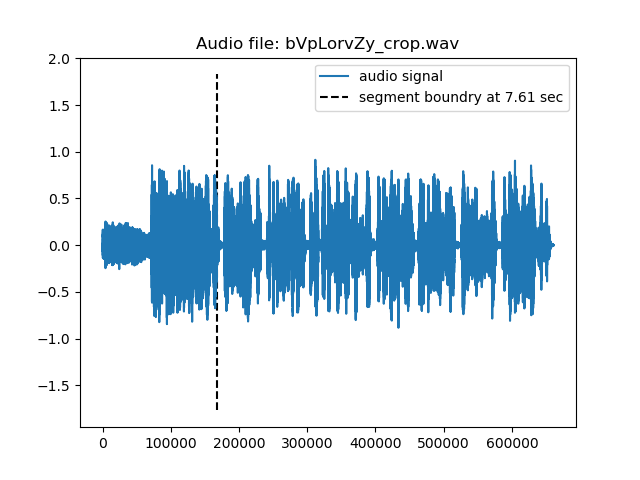 Audio file: bVpLorvZy_crop.wav
audio signal
segment boundry at 7.61 sec
2.0
1.5
1.0
0.5
0.0
−0.5
−1.0
−1.5
0 100000 200000 300000 400000 500000 600000